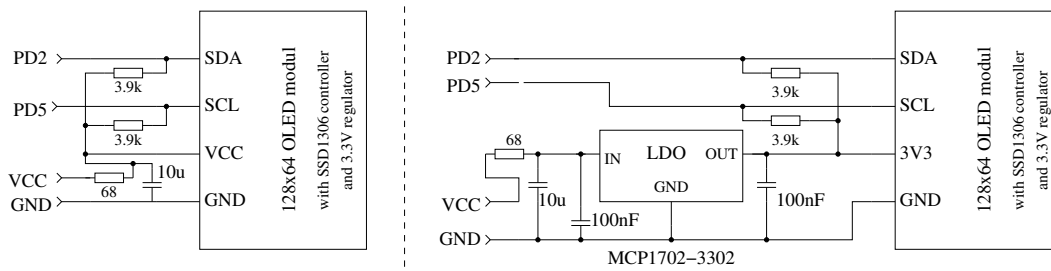 PD2
SDA
3.9k
PD5
SCL
3.9k
VCC
VCC
68
10u
GND
GND
128x64 OLED modul
with SSD1306 controller
and 3.3V regulator
PD2
SDA
3.9k
PD5
SCL
3.9k
68
IN
LDO
OUT
3V3
GND
VCC
10u
100nF
100nF
GND
GND
MCP1702-3302
128x64 OLED modul
with SSD1306 controller
and 3.3V regulator